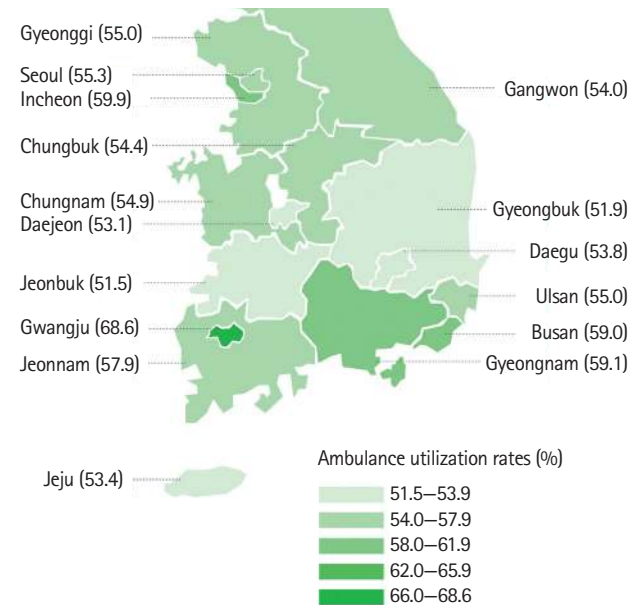 Gyeonggi (55.0)
Seoul (55.3)
Incheon (59.9)
Gangwon (54.0)
Chungbuk (54.4)
Chungnam (54.9)
Daejeon (53.1)
Gyeongbuk (51.9)
Daegu (53.8)
Jeonbuk (51.5)
Ulsan (55.0)
Gwangju (68.6)
Busan (59.0)
Jeonnam (57.9)
Gyeongnam (59.1)
Jeju (53.4)
Ambulance utilization rates (%)
51.5—53.9
54.0—57.9
58.0—61.9
62.0—65.9
66.0—68.6